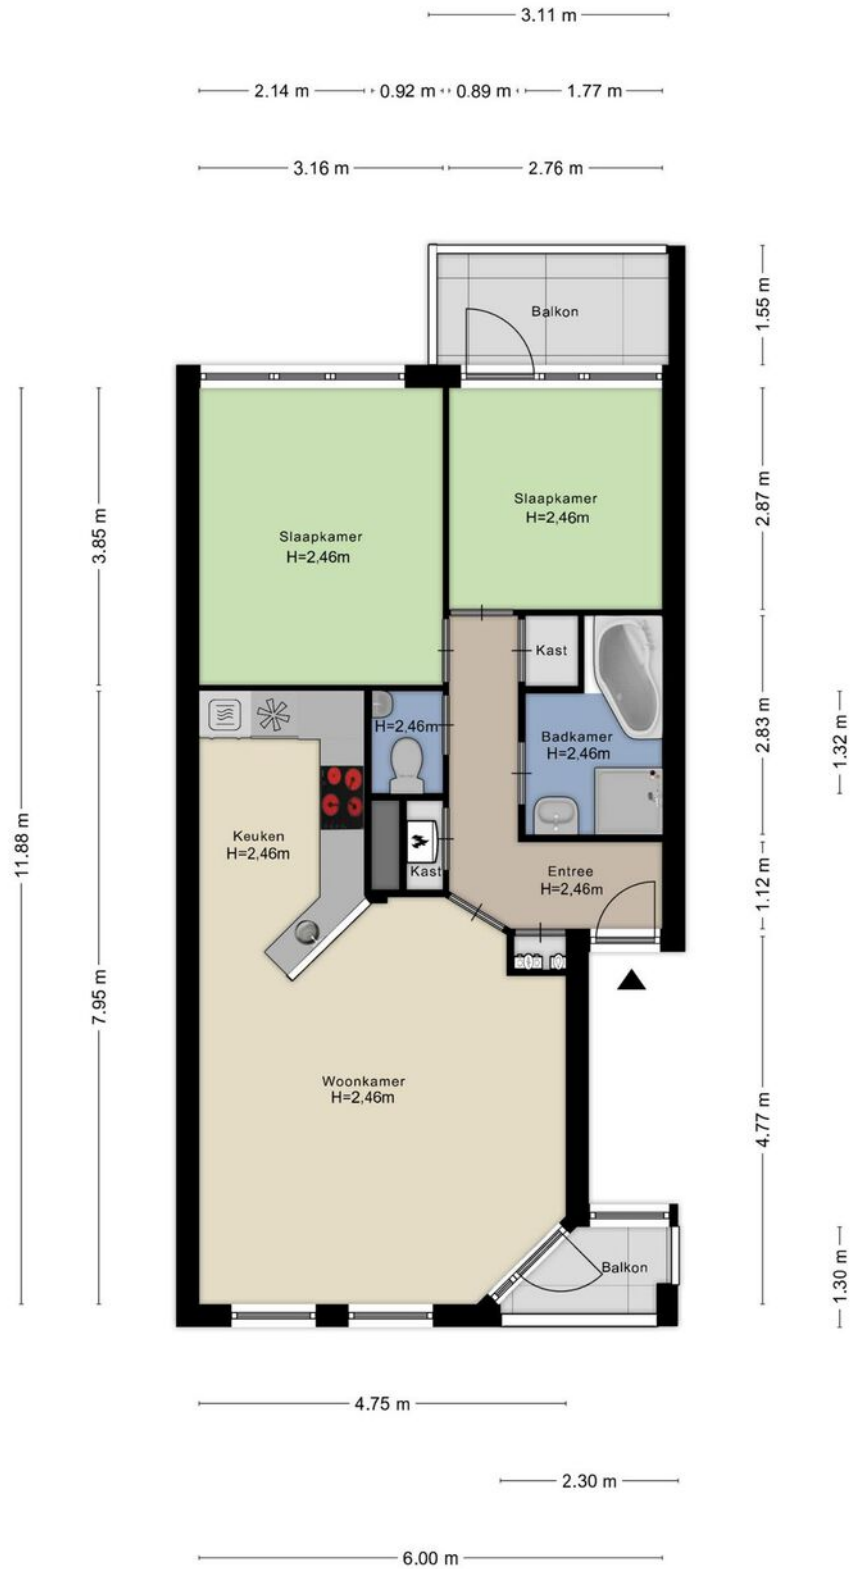 3.11 m
2.14 m
0.92 m
0.89 m
1.77 m
3.16 m
2.76 m
Balkon
1.55 m
Slaapkamer
H=2,46m
Slaapkamer
H=2,46m
3.85 m
2.87 m
Kast
H=2,46m
Badkamer
H=2,46m
2.83 m
1.32 m
11.88 m
Keuken
H=2,46m
Kast
Entree
H=2,46m
1.12 m
7.95 m
Woonkamer
H=2,46m
4.77 m
Balkon
1.30 m
4.75 m
2.30 m
6.00 m